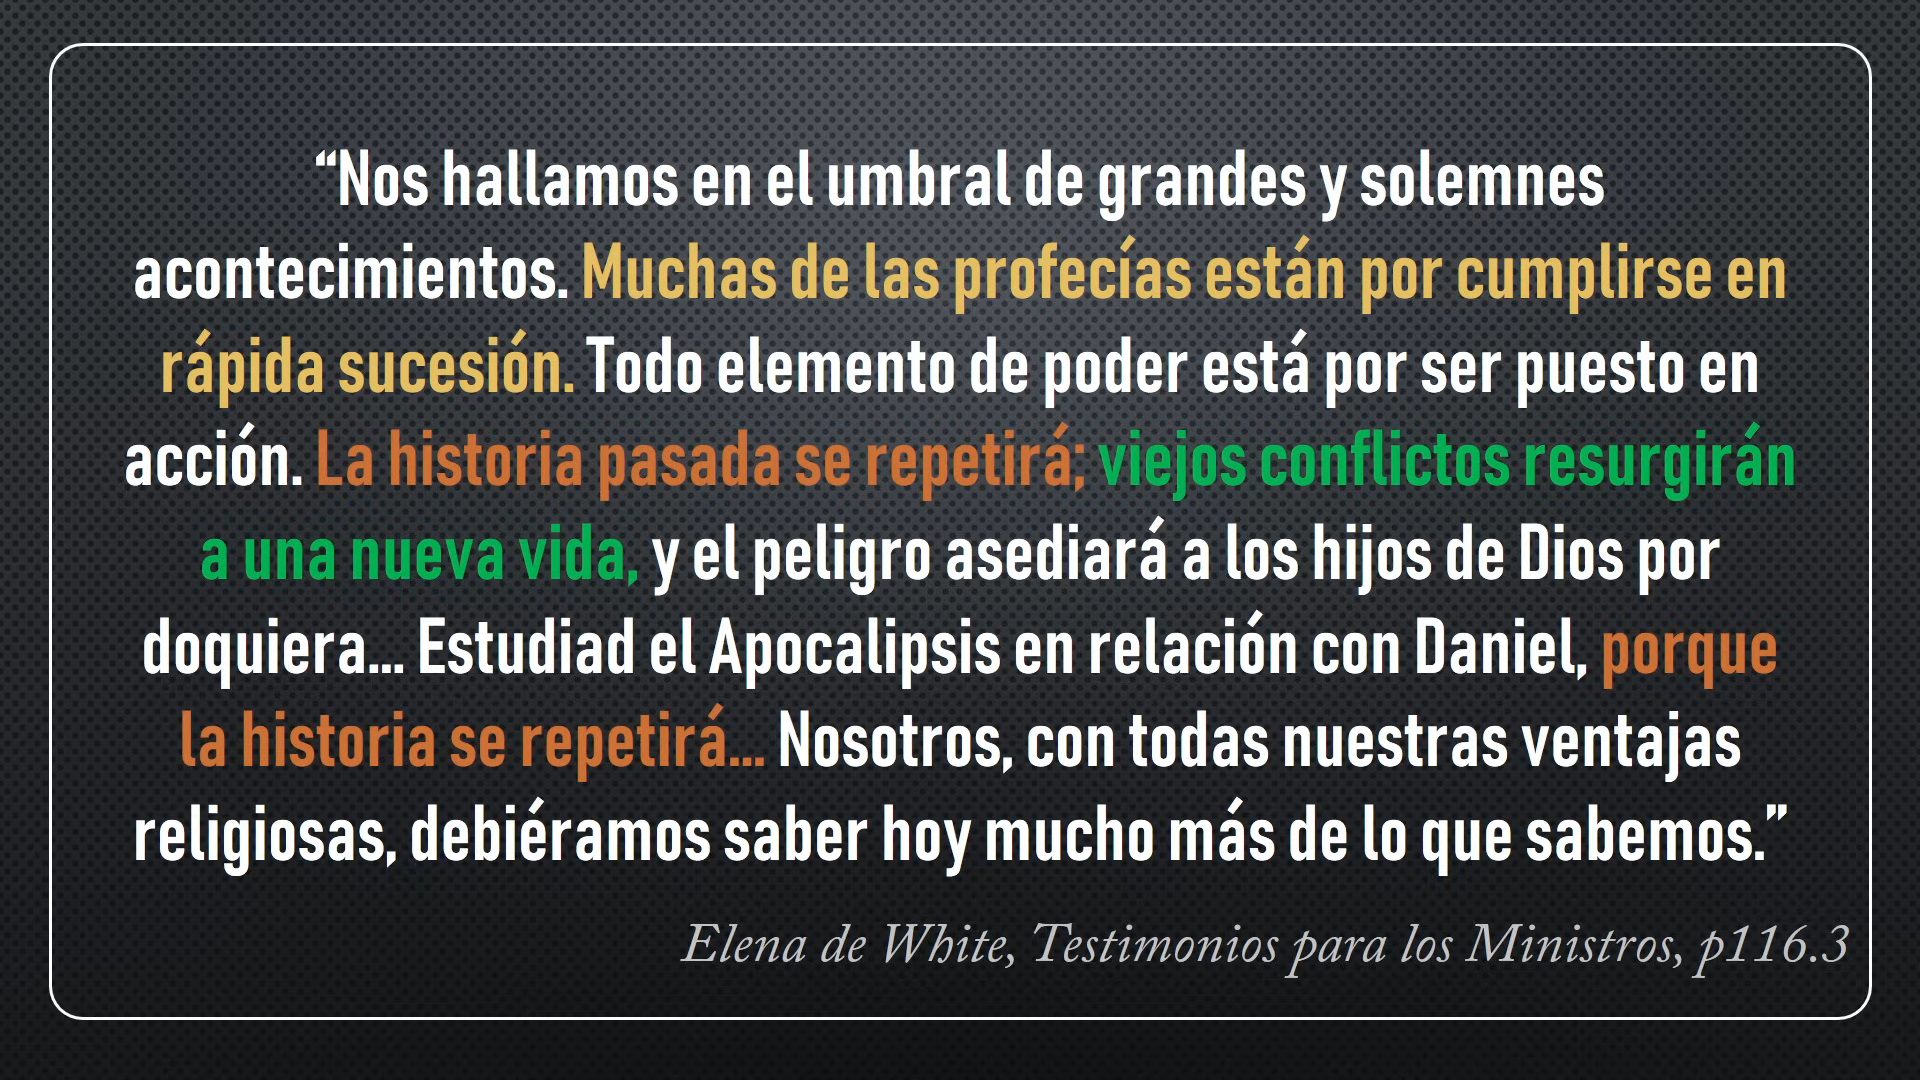 “Nos hallamos en el umbral de grandes y solemnes
acontecimientos. Muchas de las profecías están por cumplirse en
rápida sucesión. Todo elemento de poder está por ser puesto en
acción. La historia pasada se repetirá; viejos conflictos resurgirán
a una nueva vida, y el peligro asediará a los hijos de Dios por
doquiera… Estudiad el Apocalipsis en relación con Daniel, porque
la historia se repetirá… Nosotros, con todas nuestras ventajas
religiosas, debiéramos saber hoy mucho más de lo que sabemos.”
Elena de White, Testimonios para los Ministros, p116.3